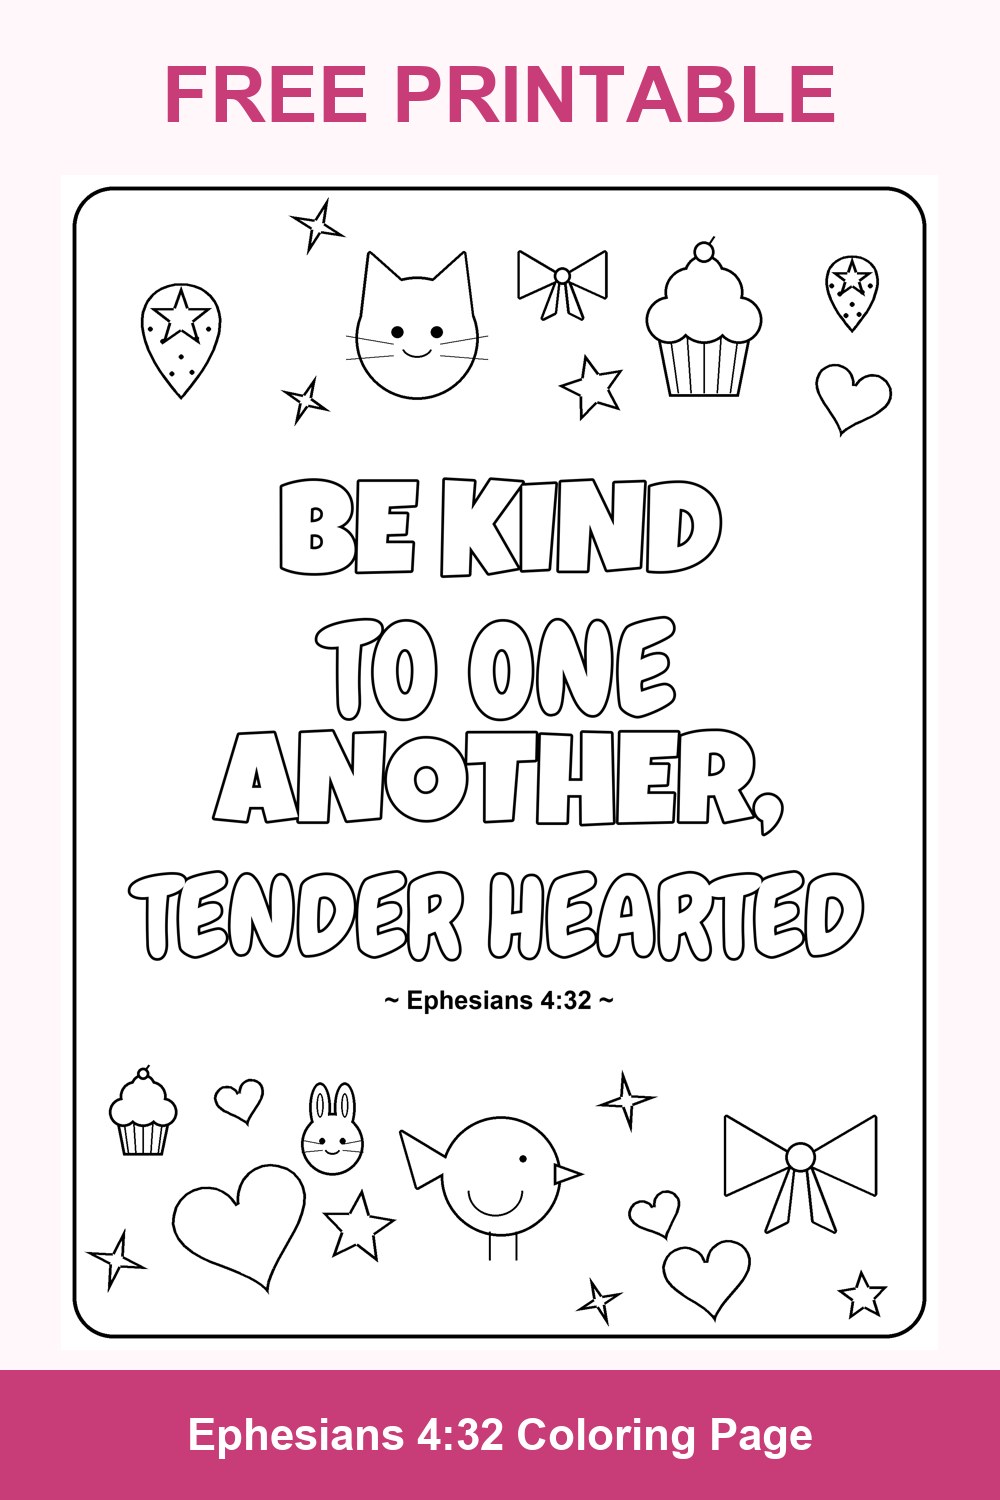 FREE PRINTABLE
BE KIND
TO ONE
ANOTHER,
TENDER HEARTED
~ Ephesians 4:32 ~
Ephesians 4:32 Coloring Page